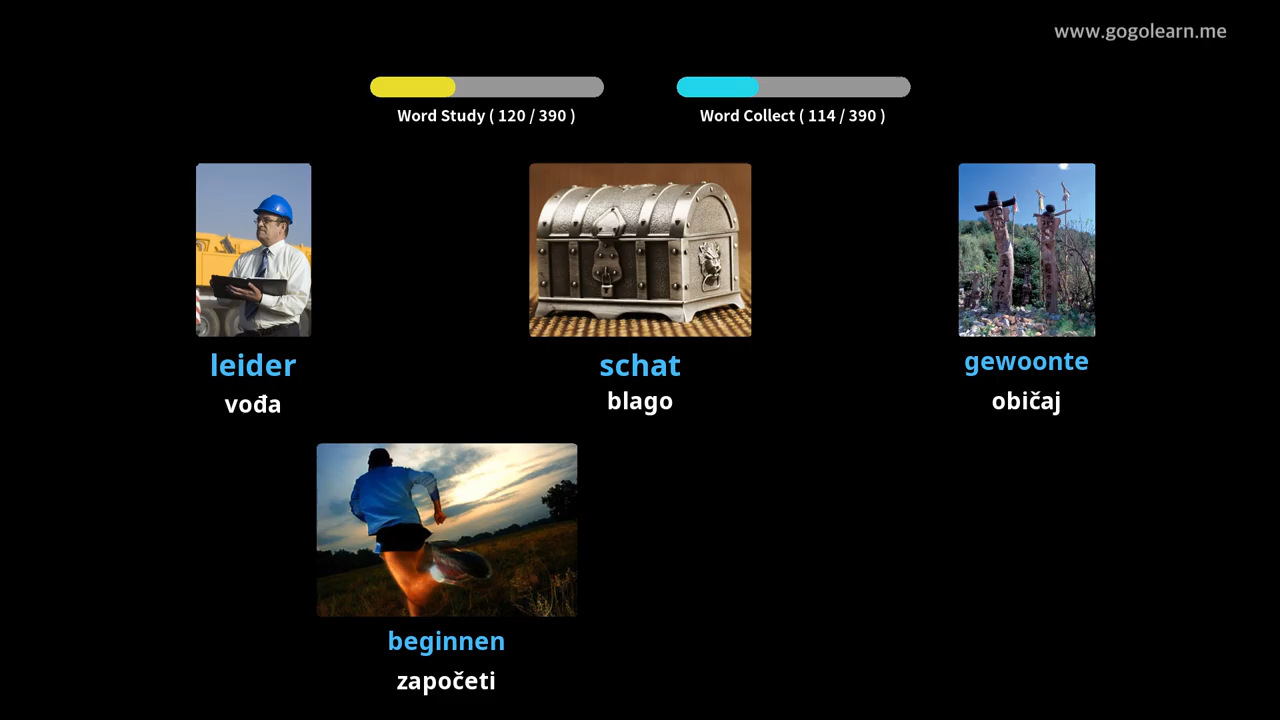 www.gogolearn.me
Word Study ( 120 / 390 )
Word Collect ( 114 / 390 )
leider
schat
gewoonte
vođa
blago
običaj
beginnen
započeti